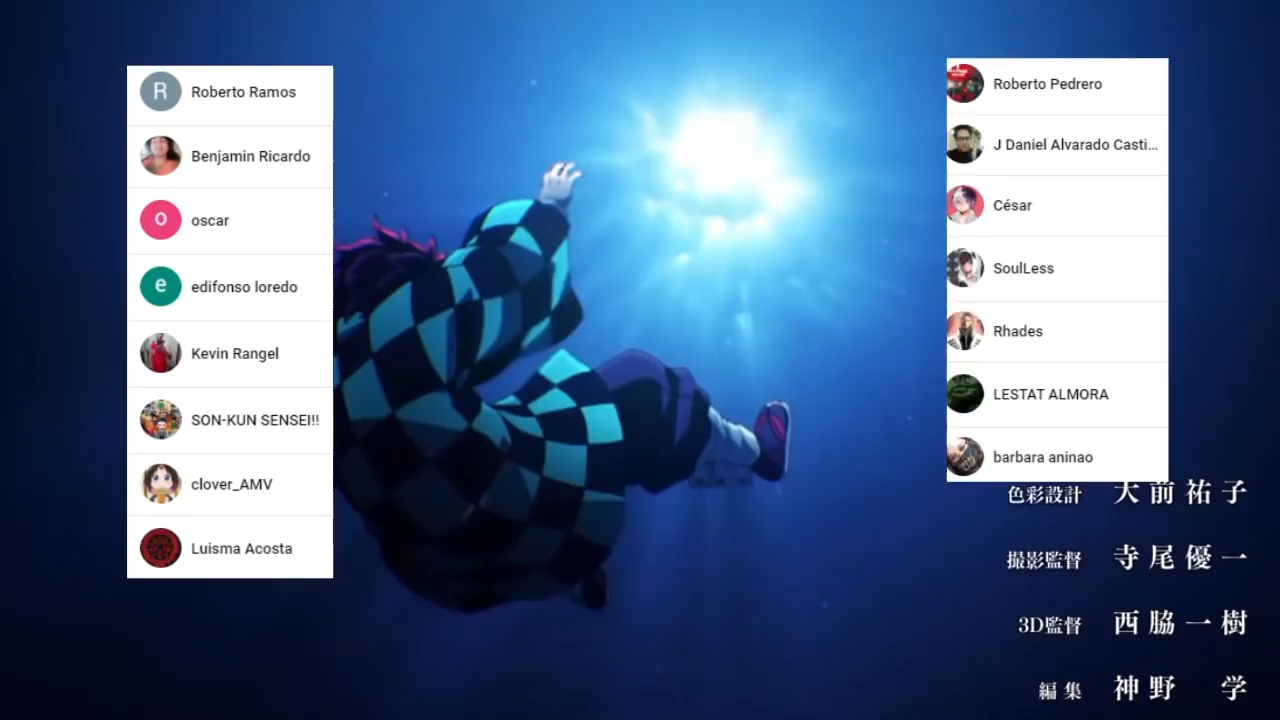 R Roberto Ramos
Benjamin Ricardo
o oscar
e edifonso loredo
Kevin Rangel
SON-KUN SENSEI!!
clover_AMV
Luisma Acosta
Roberto Pedrero
J Daniel Alvarado Casti...
César
SoulLess
Rhades
LESTAT ALMORA
barbara aninao
色彩設計 大前祐子
撮影監督 寺尾優一
3D監督 西脇一樹
編集 神野 学